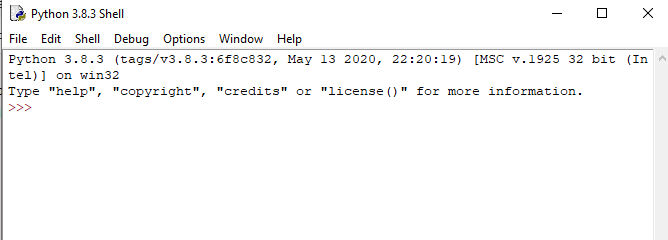 Python 3.8.3 Shell
File Edit Shell Debug Options Window Help
Python 3.8.3 (tags/v3.8.3:6f8c832, May 13 2020, 22:20:19) [MSC v.1925 32 bit (In
tel)] on win32
Type "help", "copyright", "credits" or "license()" for more information.
>>>